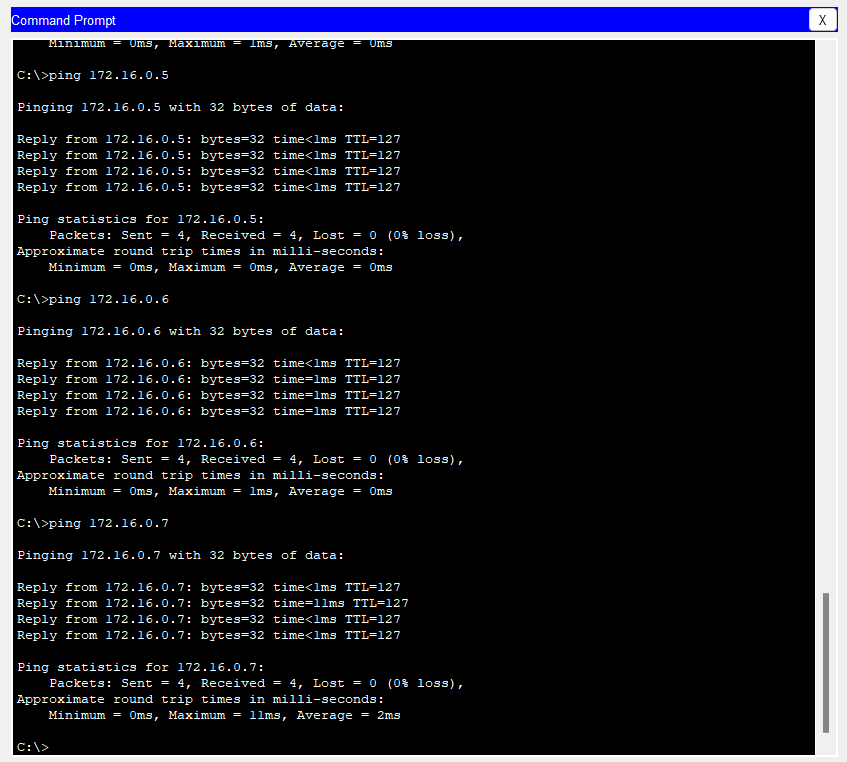 Command Prompt
X
Minimum = 0ms, Maximum = 1ms, Average = 0ms
C:\>ping 172.16.0.5
Pinging 172.16.0.5 with 32 bytes of data:
Reply from 172.16.0.5: bytes=32 time<1ms TTL=127
Reply from 172.16.0.5: bytes=32 time<1ms TTL=127
Reply from 172.16.0.5: bytes=32 time<1ms TTL=127
Reply from 172.16.0.5: bytes=32 time<1ms TTL=127
Ping statistics for 172.16.0.5:
Packets: Sent = 4, Received = 4, Lost = 0 (0% loss),
Approximate round trip times in milli-seconds:
Minimum = 0ms, Maximum = 0ms, Average = 0ms
C:\>ping 172.16.0.6
Pinging 172.16.0.6 with 32 bytes of data:
Reply from 172.16.0.6: bytes=32 time<1ms TTL=127
Reply from 172.16.0.6: bytes=32 time=1ms TTL=127
Reply from 172.16.0.6: bytes=32 time=1ms TTL=127
Reply from 172.16.0.6: bytes=32 time=1ms TTL=127
Ping statistics for 172.16.0.6:
Packets: Sent = 4, Received = 4, Lost = 0 (0% loss),
Approximate round trip times in milli-seconds:
Minimum = 0ms, Maximum = 1ms, Average = 0ms
C:\>ping 172.16.0.7
Pinging 172.16.0.7 with 32 bytes of data:
Reply from 172.16.0.7: bytes=32 time<1ms TTL=127
Reply from 172.16.0.7: bytes=32 time=11ms TTL=127
Reply from 172.16.0.7: bytes=32 time<1ms TTL=127
Reply from 172.16.0.7: bytes=32 time<1ms TTL=127
Ping statistics for 172.16.0.7:
Packets: Sent = 4, Received = 4, Lost = 0 (0% loss),
Approximate round trip times in milli-seconds:
Minimum = 0ms, Maximum = 11ms, Average = 2ms
C:\>